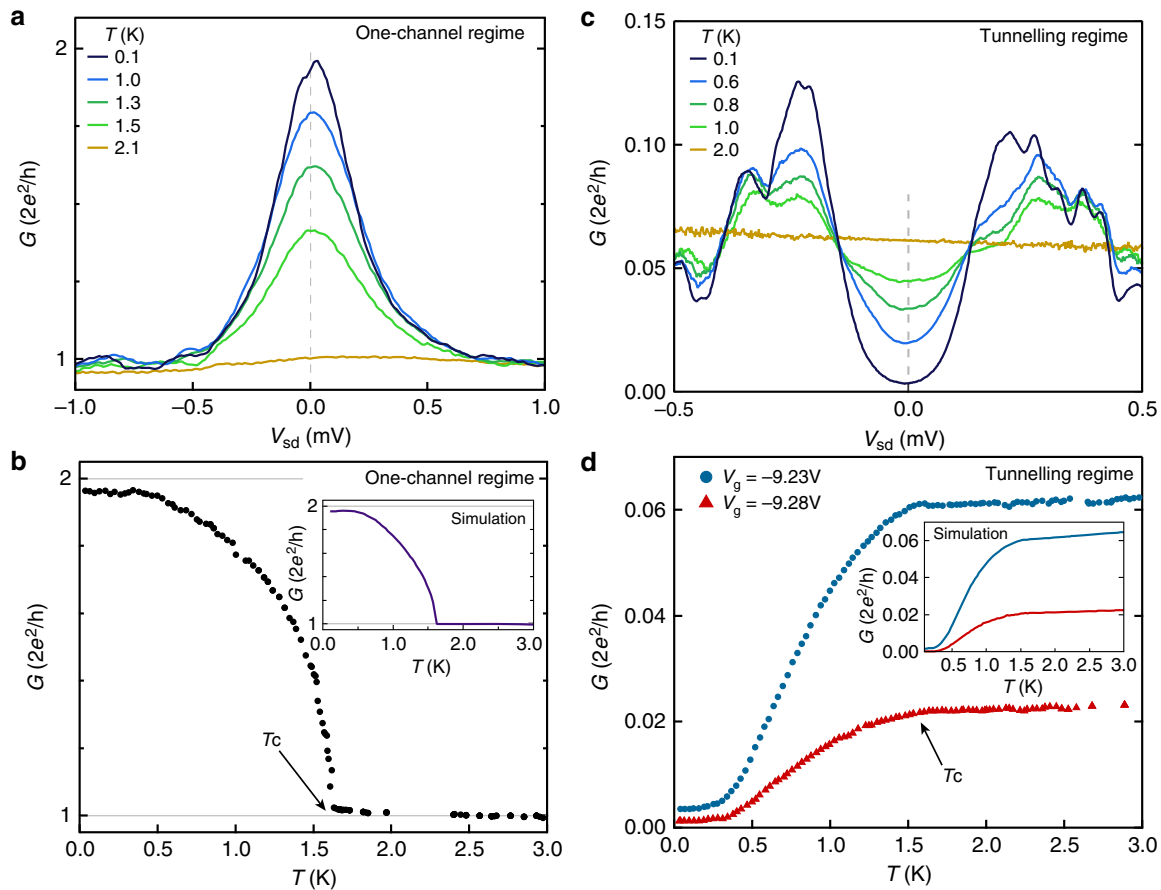 a
T (K)
0.1
1.0
1.3
1.5
2.1
One-channel regime
2
1
G (2e²/h)
–1.0 –0.5 0.0 0.5 1.0
V_sd (mV)
c
T (K)
0.1
0.6
0.8
1.0
2.0
Tunnelling regime
0.15
0.10
0.05
0.00
G (2e²/h)
–0.5 0.0 0.5
V_sd (mV)
b
One-channel regime
2
1
G (2e²/h)
Tc
0.0 0.5 1.0 1.5 2.0 2.5 3.0
T (K)
Simulation
2
1
G (2e²/h)
0.0 1.0 2.0 3.0
T (K)
d
V_g = –9.23V
V_g = –9.28V
Tunnelling regime
0.06
0.04
0.02
0.00
G (2e²/h)
Tc
0.0 0.5 1.0 1.5 2.0 2.5 3.0
T (K)
Simulation
0.06
0.04
0.02
0.00
G (2e²/h)
0.5 1.0 1.5 2.0 2.5 3.0
T (K)